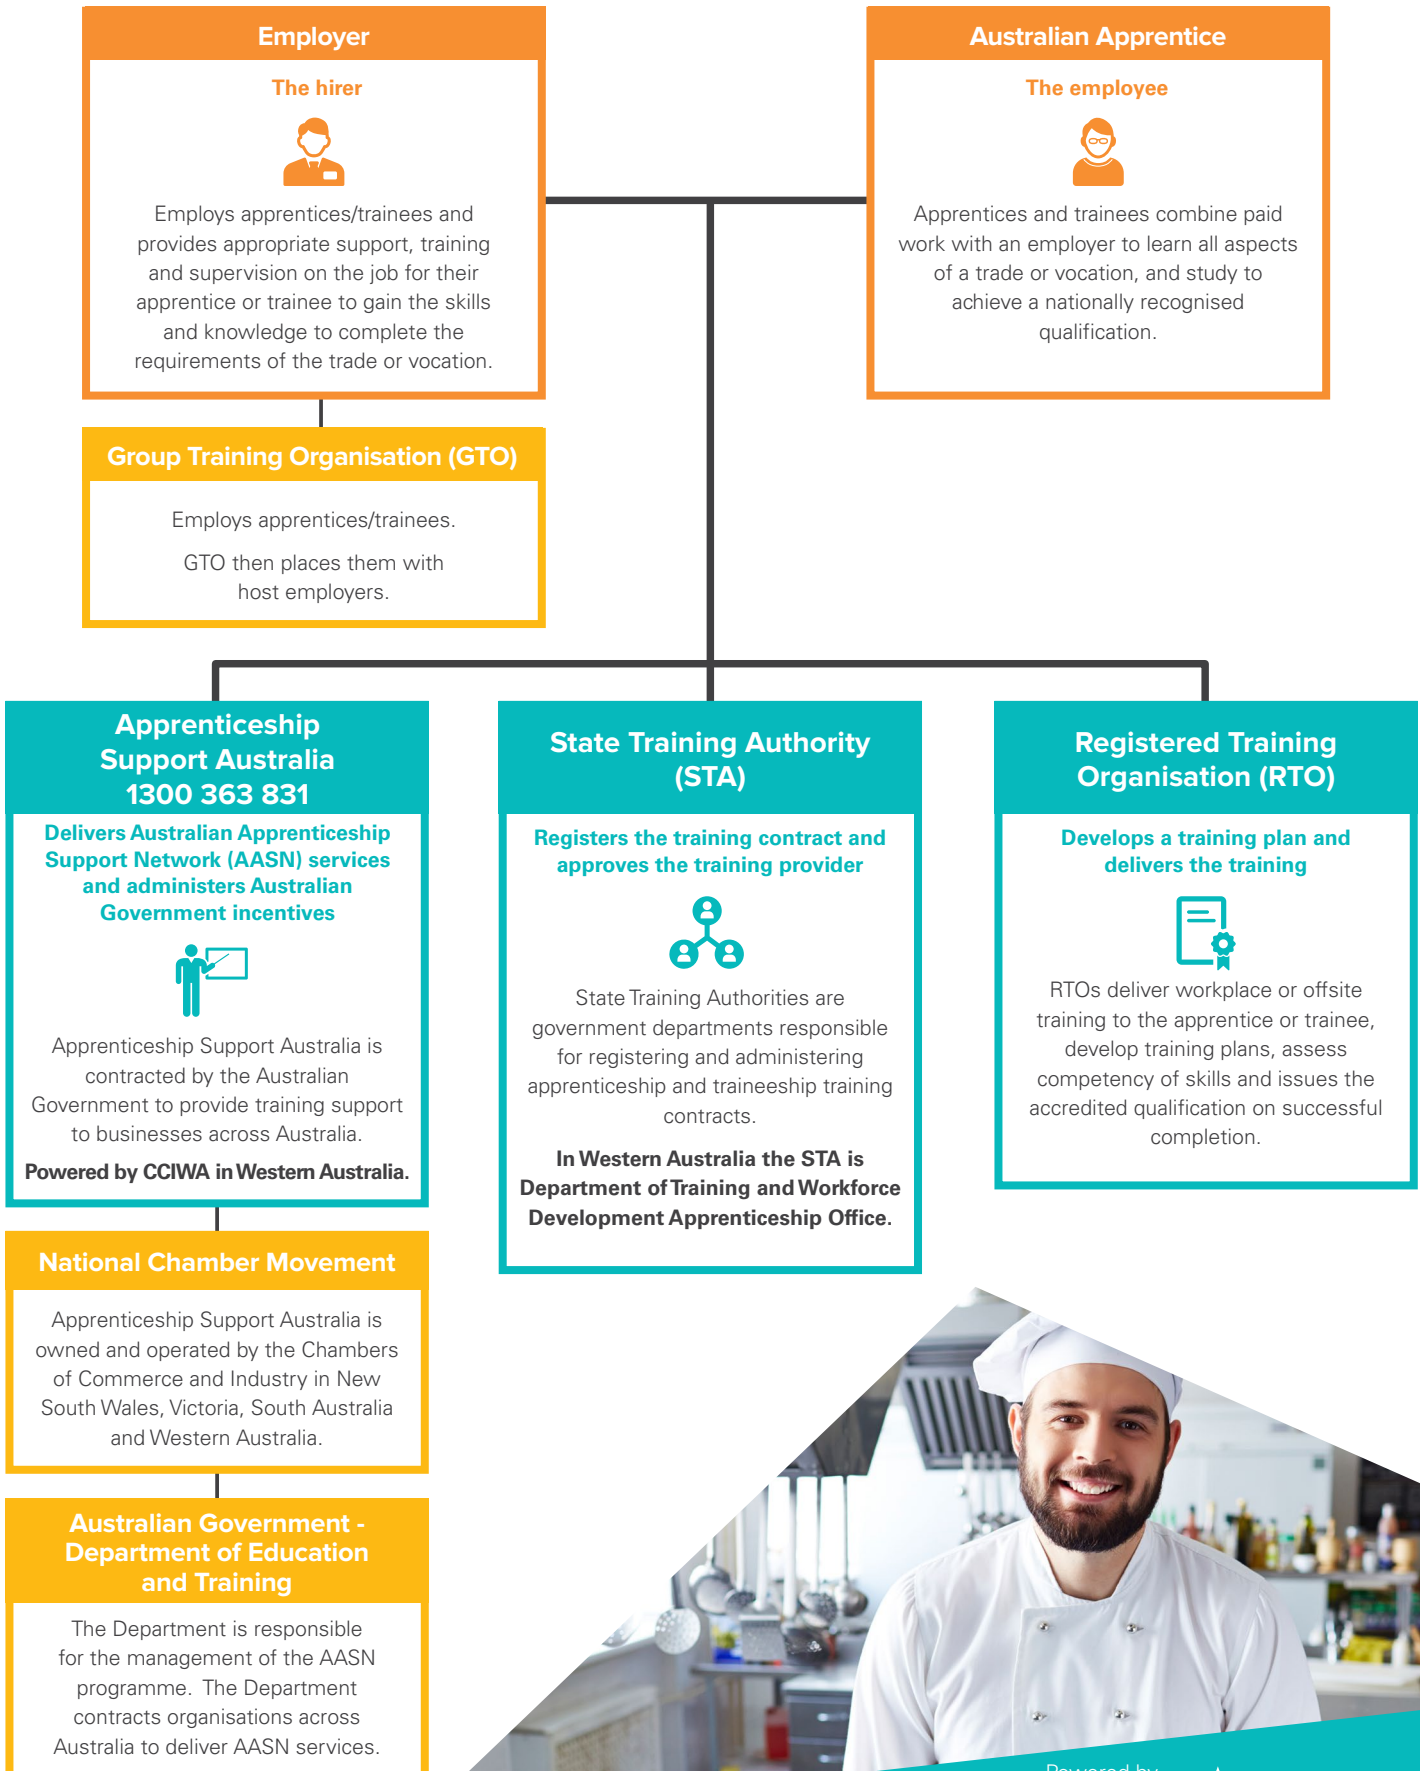 Employer
The hirer
Employs apprentices/trainees and
provides appropriate support, training
and supervision on the job for their
apprentice or trainee to gain the skills
and knowledge to complete the
requirements of the trade or vocation.
Australian Apprentice
The employee
Apprentices and trainees combine paid
work with an employer to learn all aspects
of a trade or vocation, and study to
achieve a nationally recognised
qualification.
Group Training Organisation (GTO)
Employs apprentices/trainees.
GTO then places them with
host employers.
Apprenticeship
Support Australia
1300 363 831
Delivers Australian Apprenticeship
Support Network (AASN) services
and administers Australian
Government incentives
Apprenticeship Support Australia is
contracted by the Australian
Government to provide training support
to businesses across Australia.
Powered by CCIWA in Western Australia.
State Training Authority
(STA)
Registers the training contract and
approves the training provider
State Training Authorities are
government departments responsible
for registering and administering
apprenticeship and traineeship training
contracts.
In Western Australia the STA is
Department of Training and Workforce
Development Apprenticeship Office.
Registered Training
Organisation (RTO)
Develops a training plan and
delivers the training
RTOs deliver workplace or offsite
training to the apprentice or trainee,
develop training plans, assess
competency of skills and issues the
accredited qualification on successful
completion.
National Chamber Movement
Apprenticeship Support Australia is
owned and operated by the Chambers
of Commerce and Industry in New
South Wales, Victoria, South Australia
and Western Australia.
Australian Government -
Department of Education
and Training
The Department is responsible
for the management of the AASN
programme. The Department
contracts organisations across
Australia to deliver AASN services.
Powered by